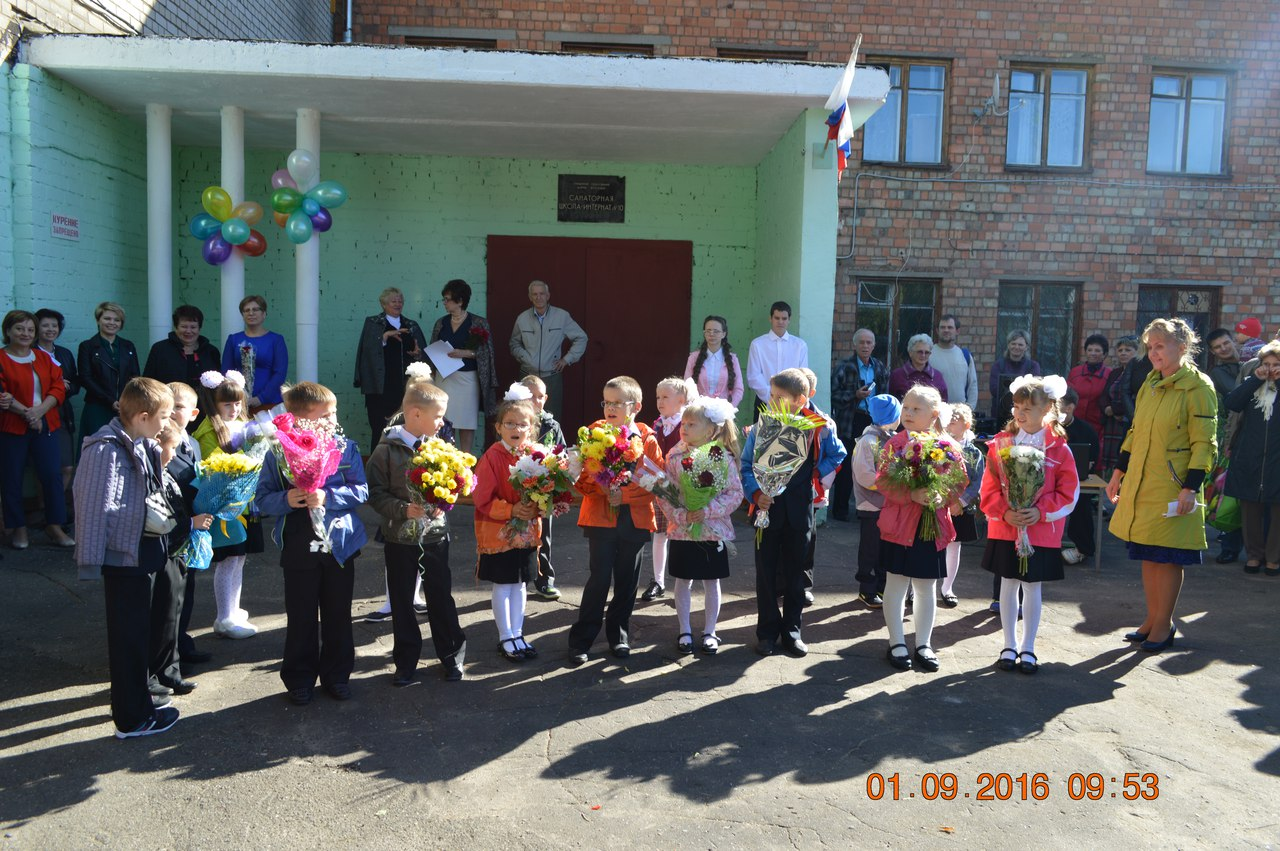 САНАТОРНАЯ
ШКОЛА-ИНТЕРНАТ №10
КУРЕНИЕ
ЗАПРЕЩЕНО
01.09.2016 09:53